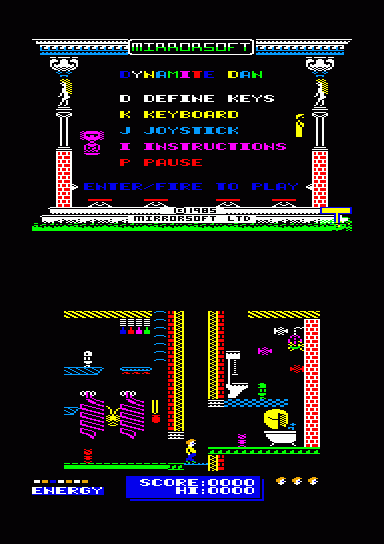 MIRRORSOFT
DYNAMITE DAN
D DEFINE KEYS
K KEYBOARD
J JOYSTICK
I INSTRUCTIONS
P PAUSE
ENTER/FIRE TO PLAY
©1985
MIRRORSOFT LTD
SCORE:0000
HI:0000
ENERGY